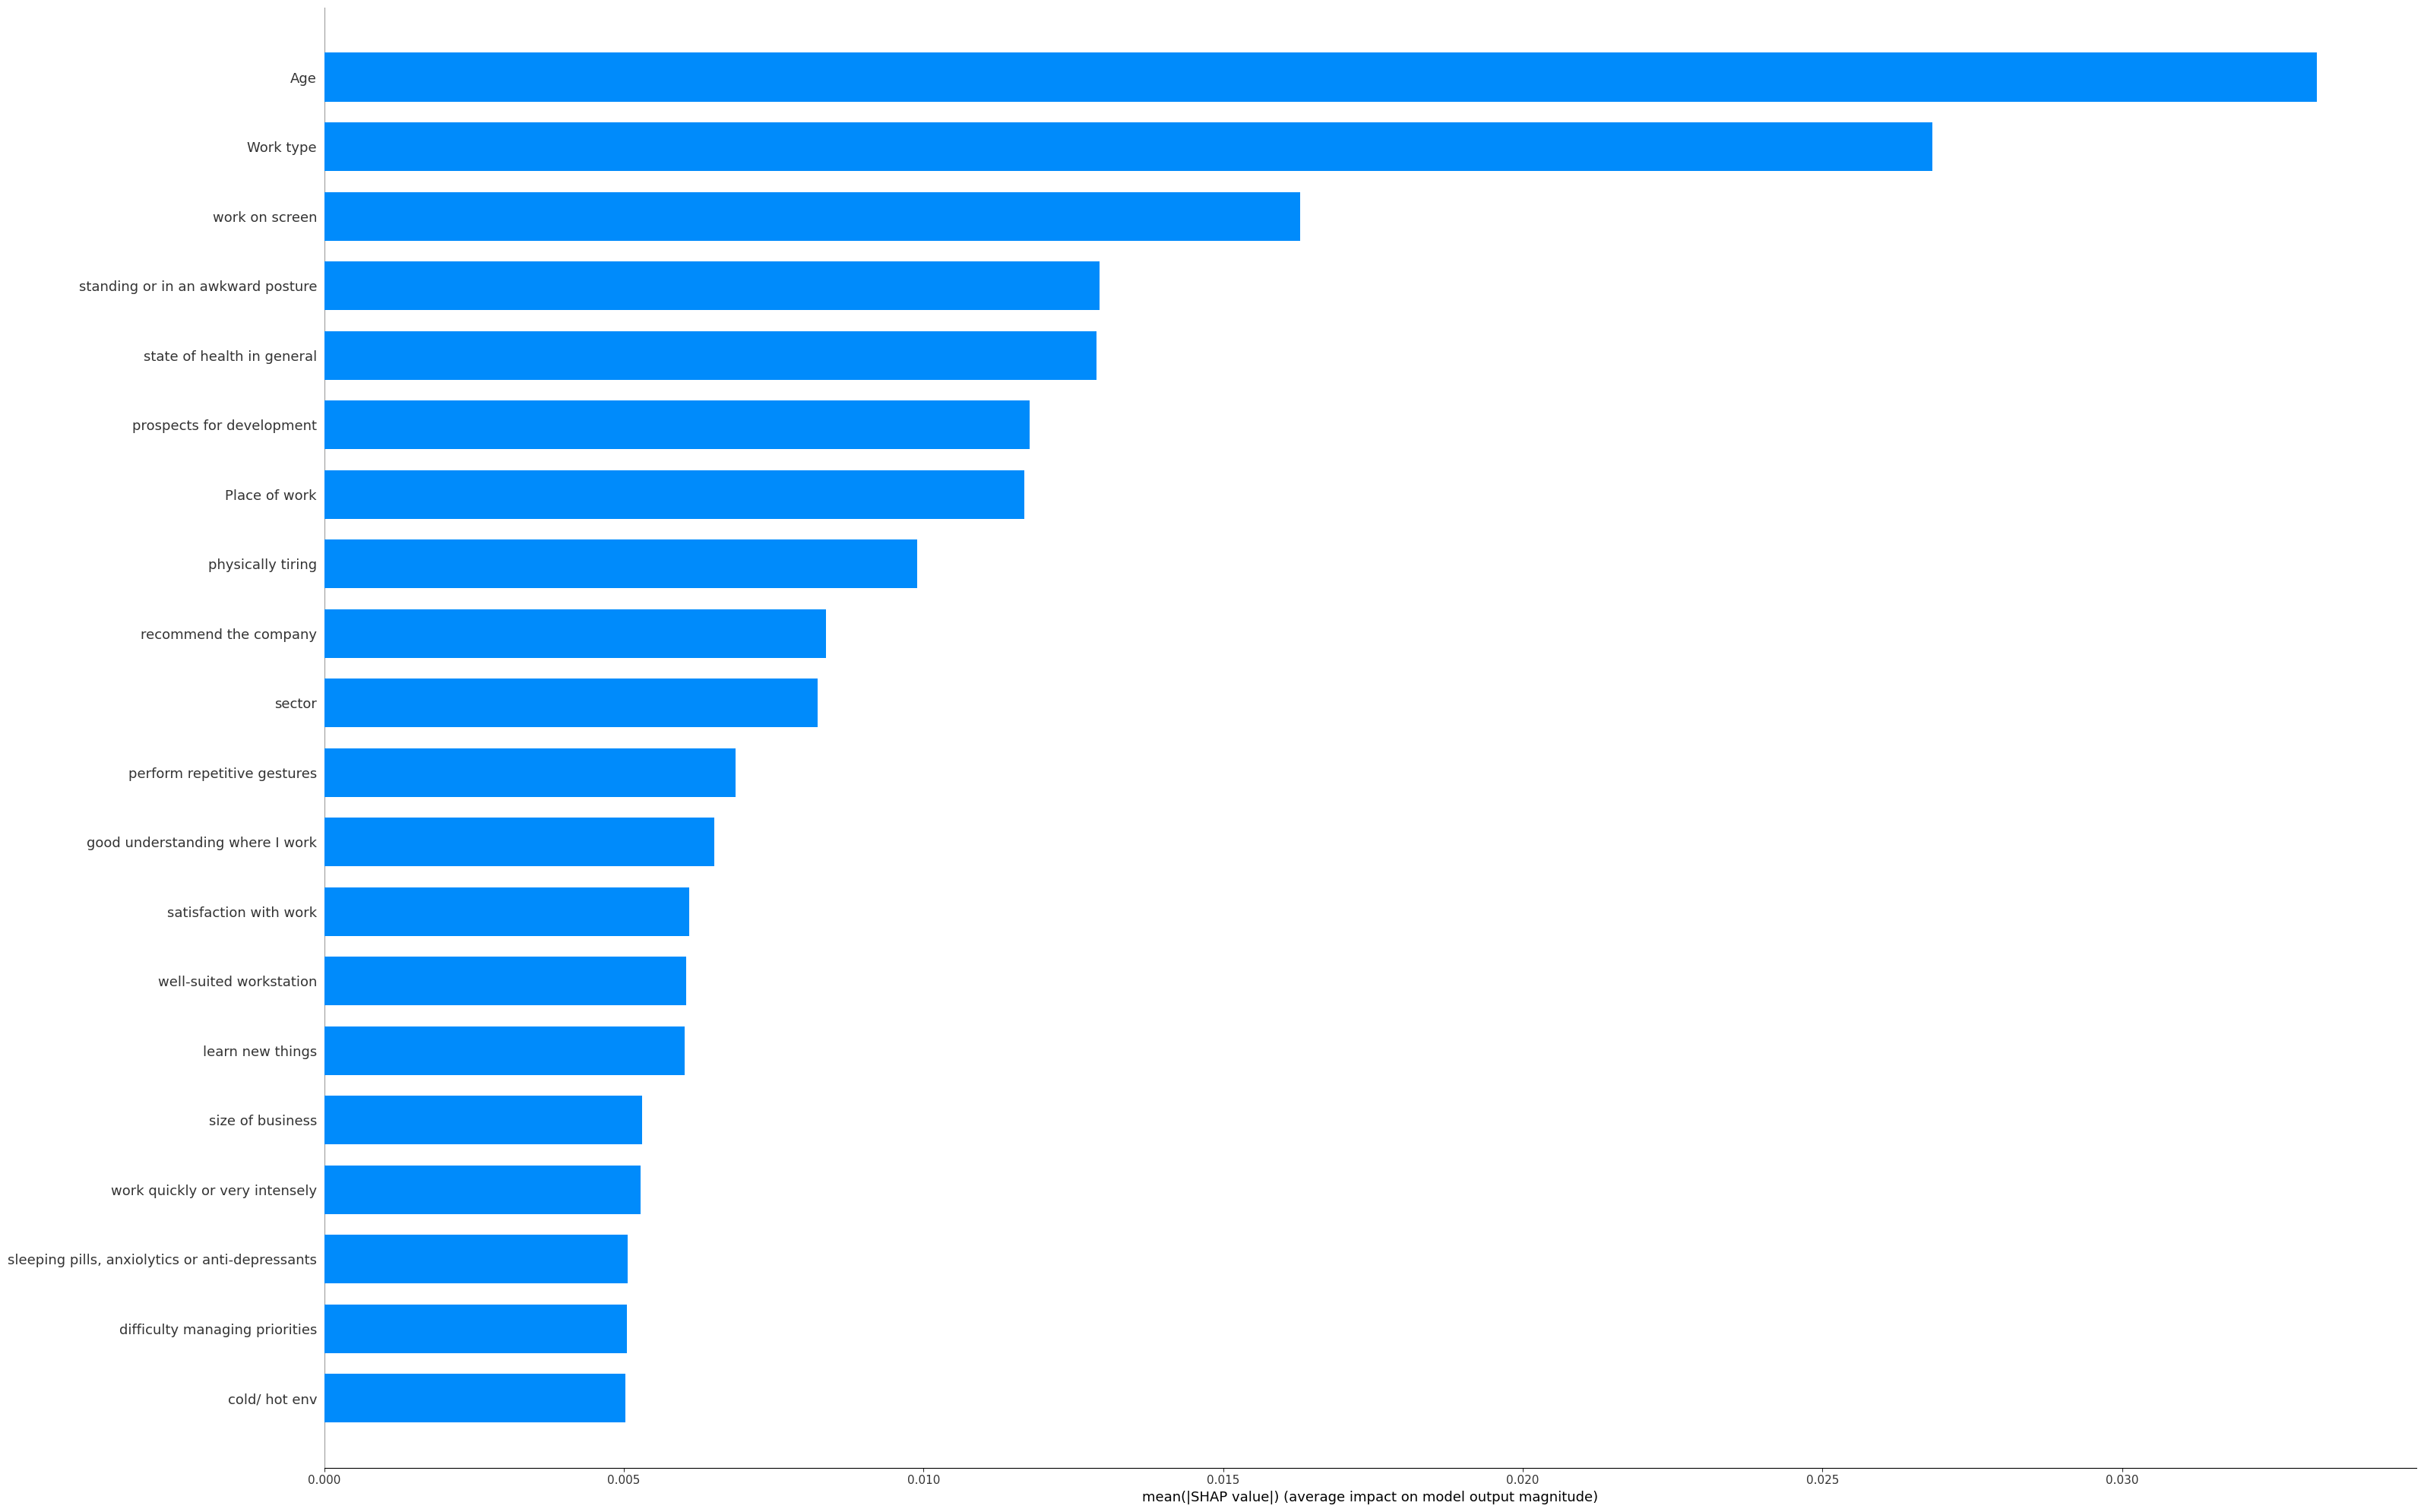 Age
Work type
work on screen
standing or in an awkward posture
state of health in general
prospects for development
Place of work
physically tiring
recommend the company
sector
perform repetitive gestures
good understanding where I work
satisfaction with work
well-suited workstation
learn new things
size of business
work quickly or very intensely
sleeping pills, anxiolytics or anti-depressants
difficulty managing priorities
cold/ hot env
0.000 0.005 0.010 0.015 0.020 0.025 0.030
mean(|SHAP value|) (average impact on model output magnitude)